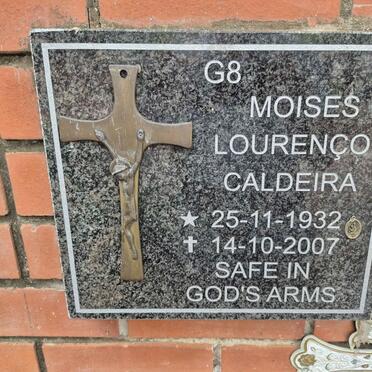 G8
MOISES
LOURENÇO
CALDEIRA
★ 25-11-1932
✝ 14-10-2007
SAFE IN
GOD'S ARMS